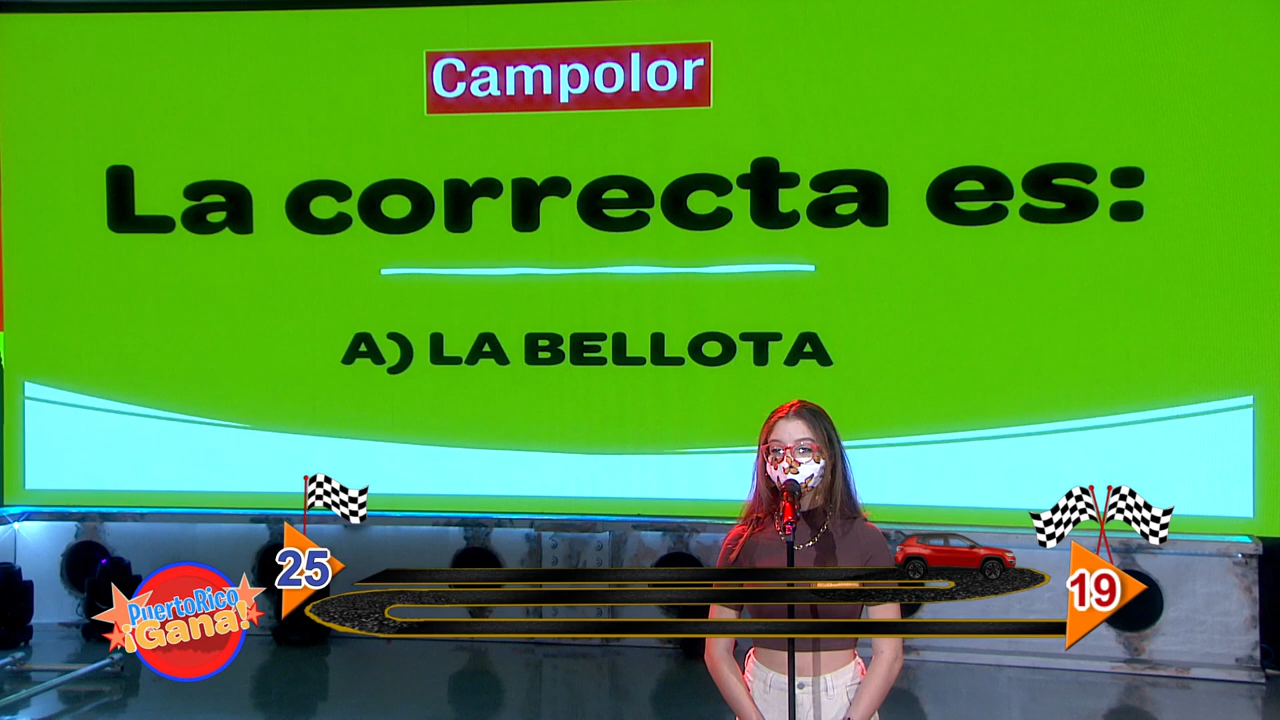 Campolor
La correcta es:
A) LA BELLOTA
25
19
PuertoRico
¡Gana!